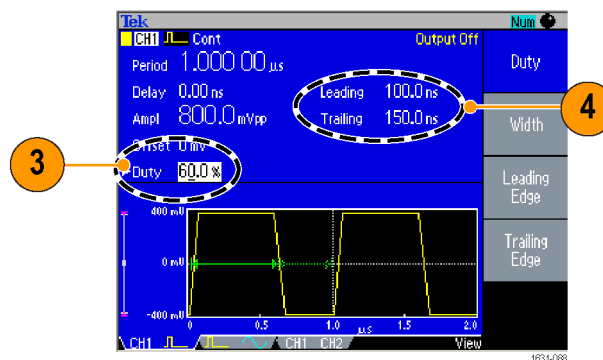 Tek
Num
CH1 Cont
Output Off
Period 1.000 00 µs
Delay 0.00 ns
Leading 100.0 ns
Ampl 800.0 mVpp
Trailing 150.0 ns
Offset 0 mV
Duty 60.0 %
Duty
Width
Leading
Edge
Trailing
Edge
3
4
400 mV
0 mV
-400 mV
0 0.5 1.0 µs 1.5 2.0
CH1 CH1 CH2 View
1631-068